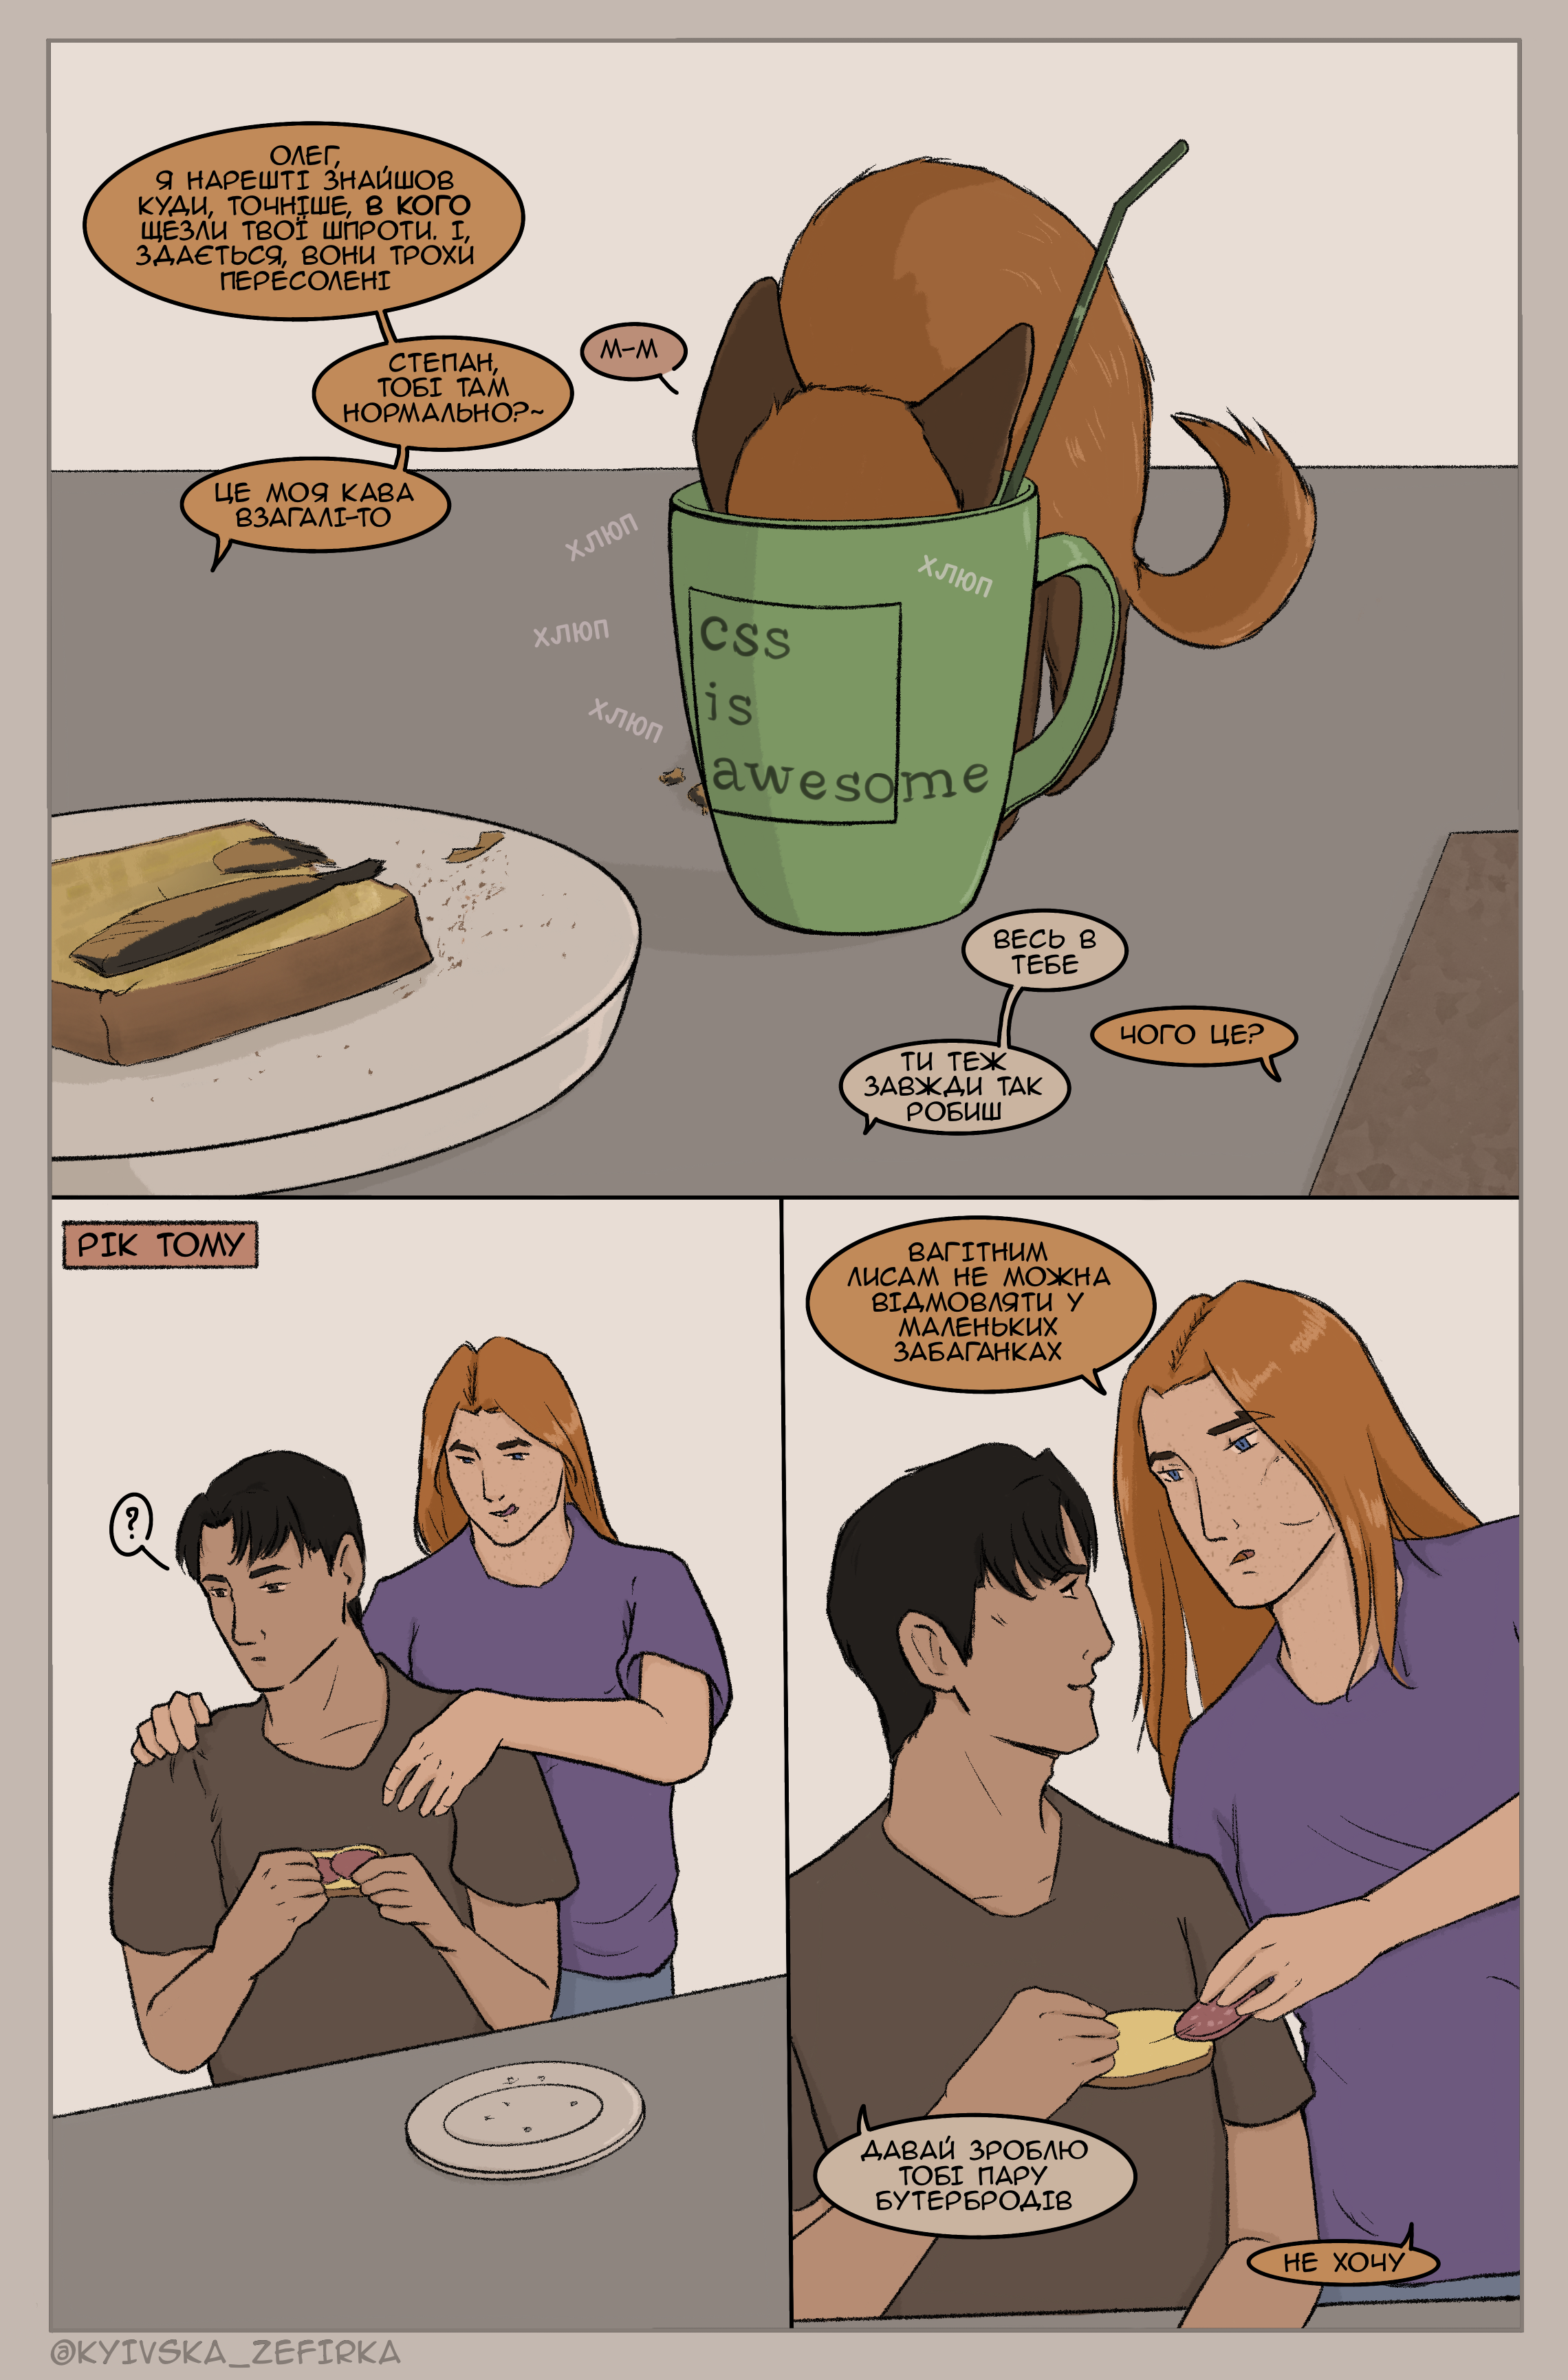 ОЛЕГ,
Я НАРЕШТІ ЗНАЙШОВ
КУДИ, ТОЧНІШЕ, В КОГО
ЩЕЗЛИ ТВОЇ ШПРОТИ. І,
ЗДАЄТЬСЯ, ВОНИ ТРОХИ
ПЕРЕСОЛЕНІ
СТЕПАН,
ТОБІ ТАМ
НОРМАЛЬНО?~
М-М
ЦЕ МОЯ КАВА
ВЗАГАЛІ-ТО
ХЛЮП
ХЛЮП
ХЛЮП
ХЛЮП
css
is
awesome
ВЕСЬ В
ТЕБЕ
ЧОГО ЦЕ?
ТИ ТЕЖ
ЗАВЖДИ ТАК
РОБИШ
РІК ТОМУ
?
ВАГІТНИМ
ЛИСАМ НЕ МОЖНА
ВІДМОВЛЯТИ У
МАЛЕНЬКИХ
ЗАБАГАНКАХ
ДАВАЙ ЗРОБЛЮ
ТОБІ ПАРУ
БУТЕРБРОДІВ
НЕ ХОЧУ
@KYIVSKA_ZEFIRKA